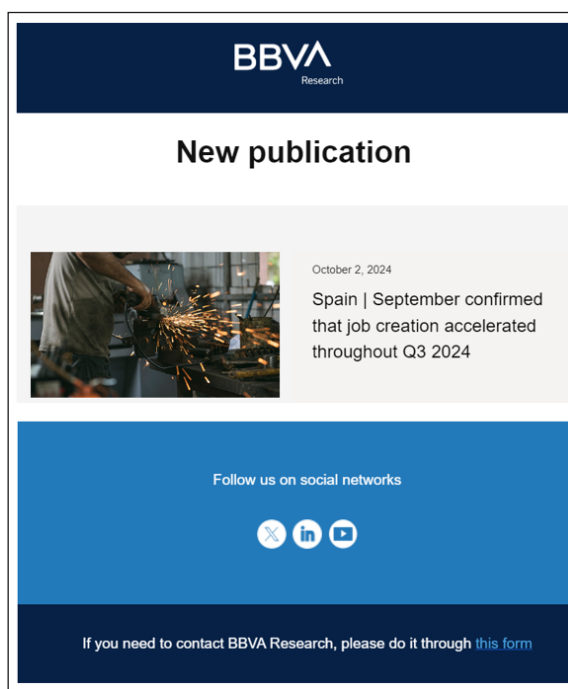 BBVA
Research
New publication
October 2, 2024
Spain | September confirmed
that job creation accelerated
throughout Q3 2024
Follow us on social networks
If you need to contact BBVA Research, please do it through this form